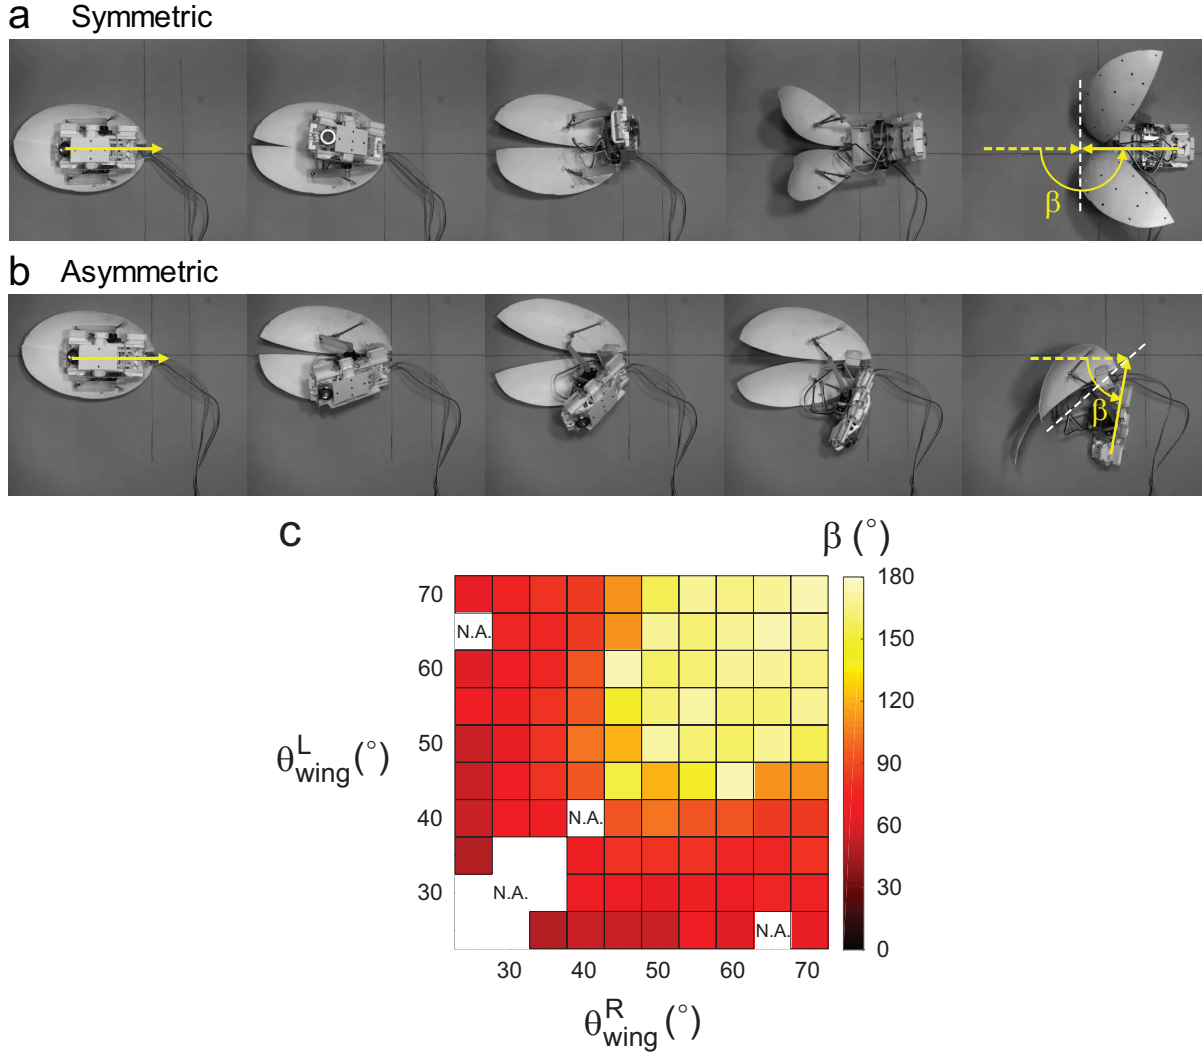 a Symmetric
β
b Asymmetric
β
c
β (°)
70
60
50
40
30
θ^L_wing (°)
N.A.
N.A.
N.A.
N.A.
30 40 50 60 70
θ^R_wing (°)
180
150
120
90
60
30
0